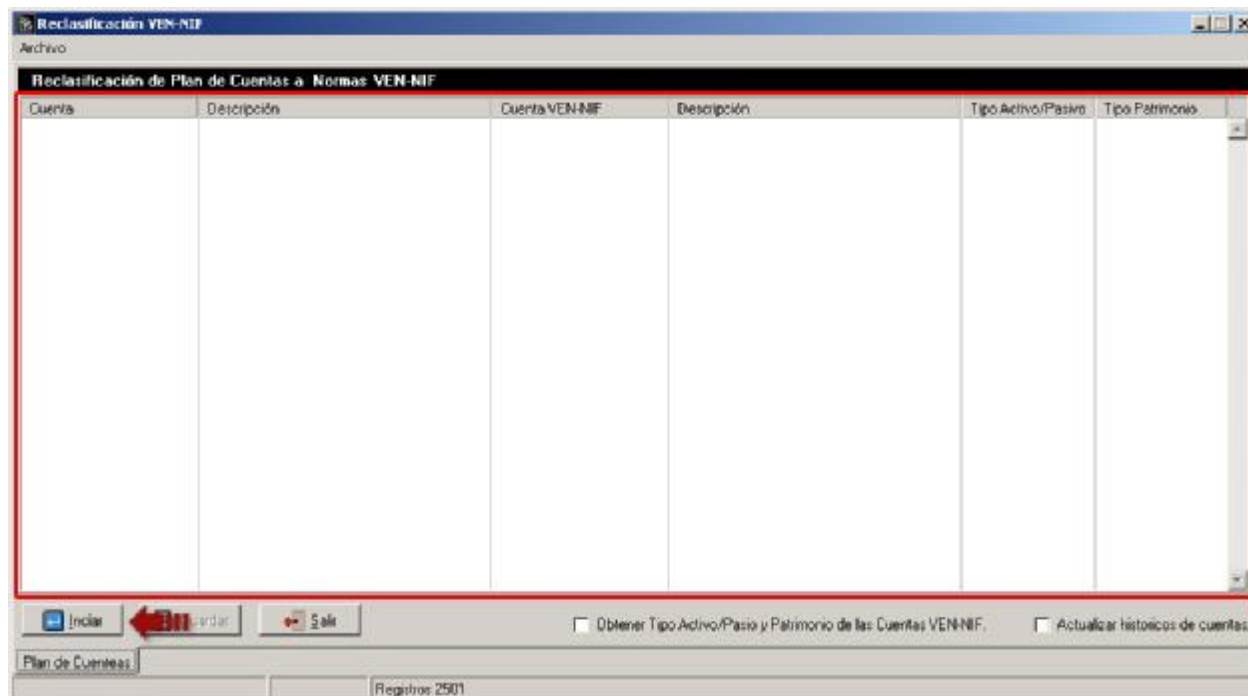 Reclasificación VEN-NIF
Archivo
Reclasificación de Plan de Cuentas a Normas VEN-NIF
Cuenta Descripción Cuenta VEN-NIF Descripción Tipo Activo/Pasivo Tipo Patrimonio
Iniciar Salir Obtener Tipo Activo/Pasio y Patrimonio de las Cuentas VEN-NIF. Actualizar historicos de cuentas
Plan de Cuenteas
Registros 2501